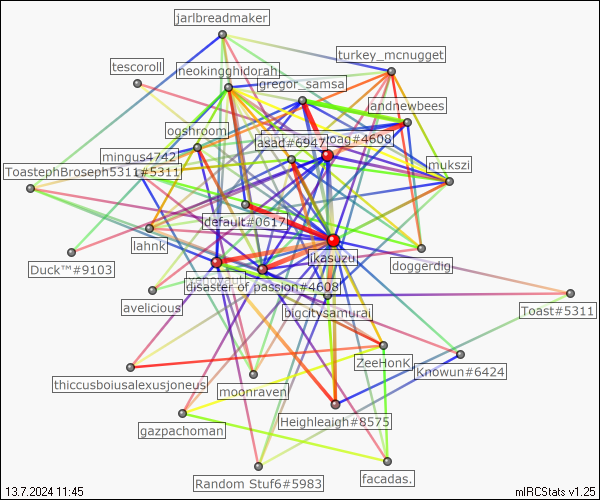 jarlbreadmaker
turkey_mcnugget
tescoroll
neokingghidorah
gregor_samsa
andnewbees
ogshroom
asad#6947
oag#4608
mingus4742
ToastephBroseph5311#5311
mukszi
default#0617
lahnk
jkasuzu
doggerdig
Duck™#9103
disaster of passion#4608
avelicious
bigcitysamurai
Toast#5311
ZeeHonK
Knowun#6424
thiccusboiusalexusjoneus
moonraven
Heighleaigh#8575
gazpachoman
facadas.
Random Stuf6#5983
13.7.2024 11:45
mIRCStats v1.25